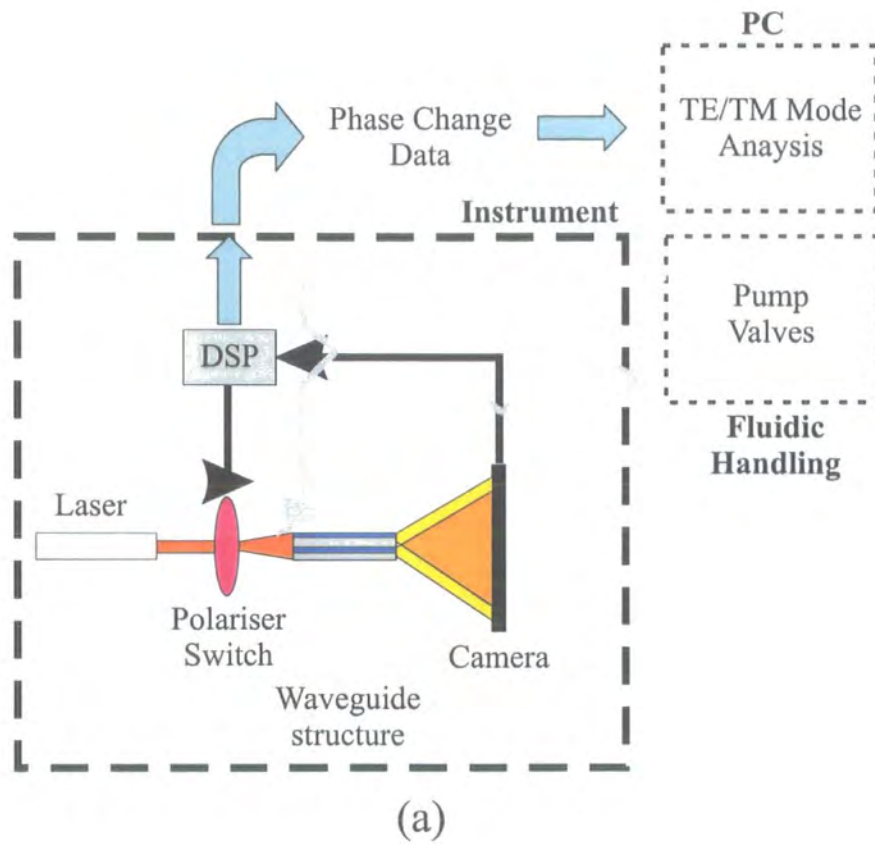 PC
TE/TM Mode
Anaysis
Phase Change
Data
Instrument
Pump
Valves
Fluidic
Handling
DSP
Laser
Polariser
Switch
Camera
Waveguide
structure
(a)